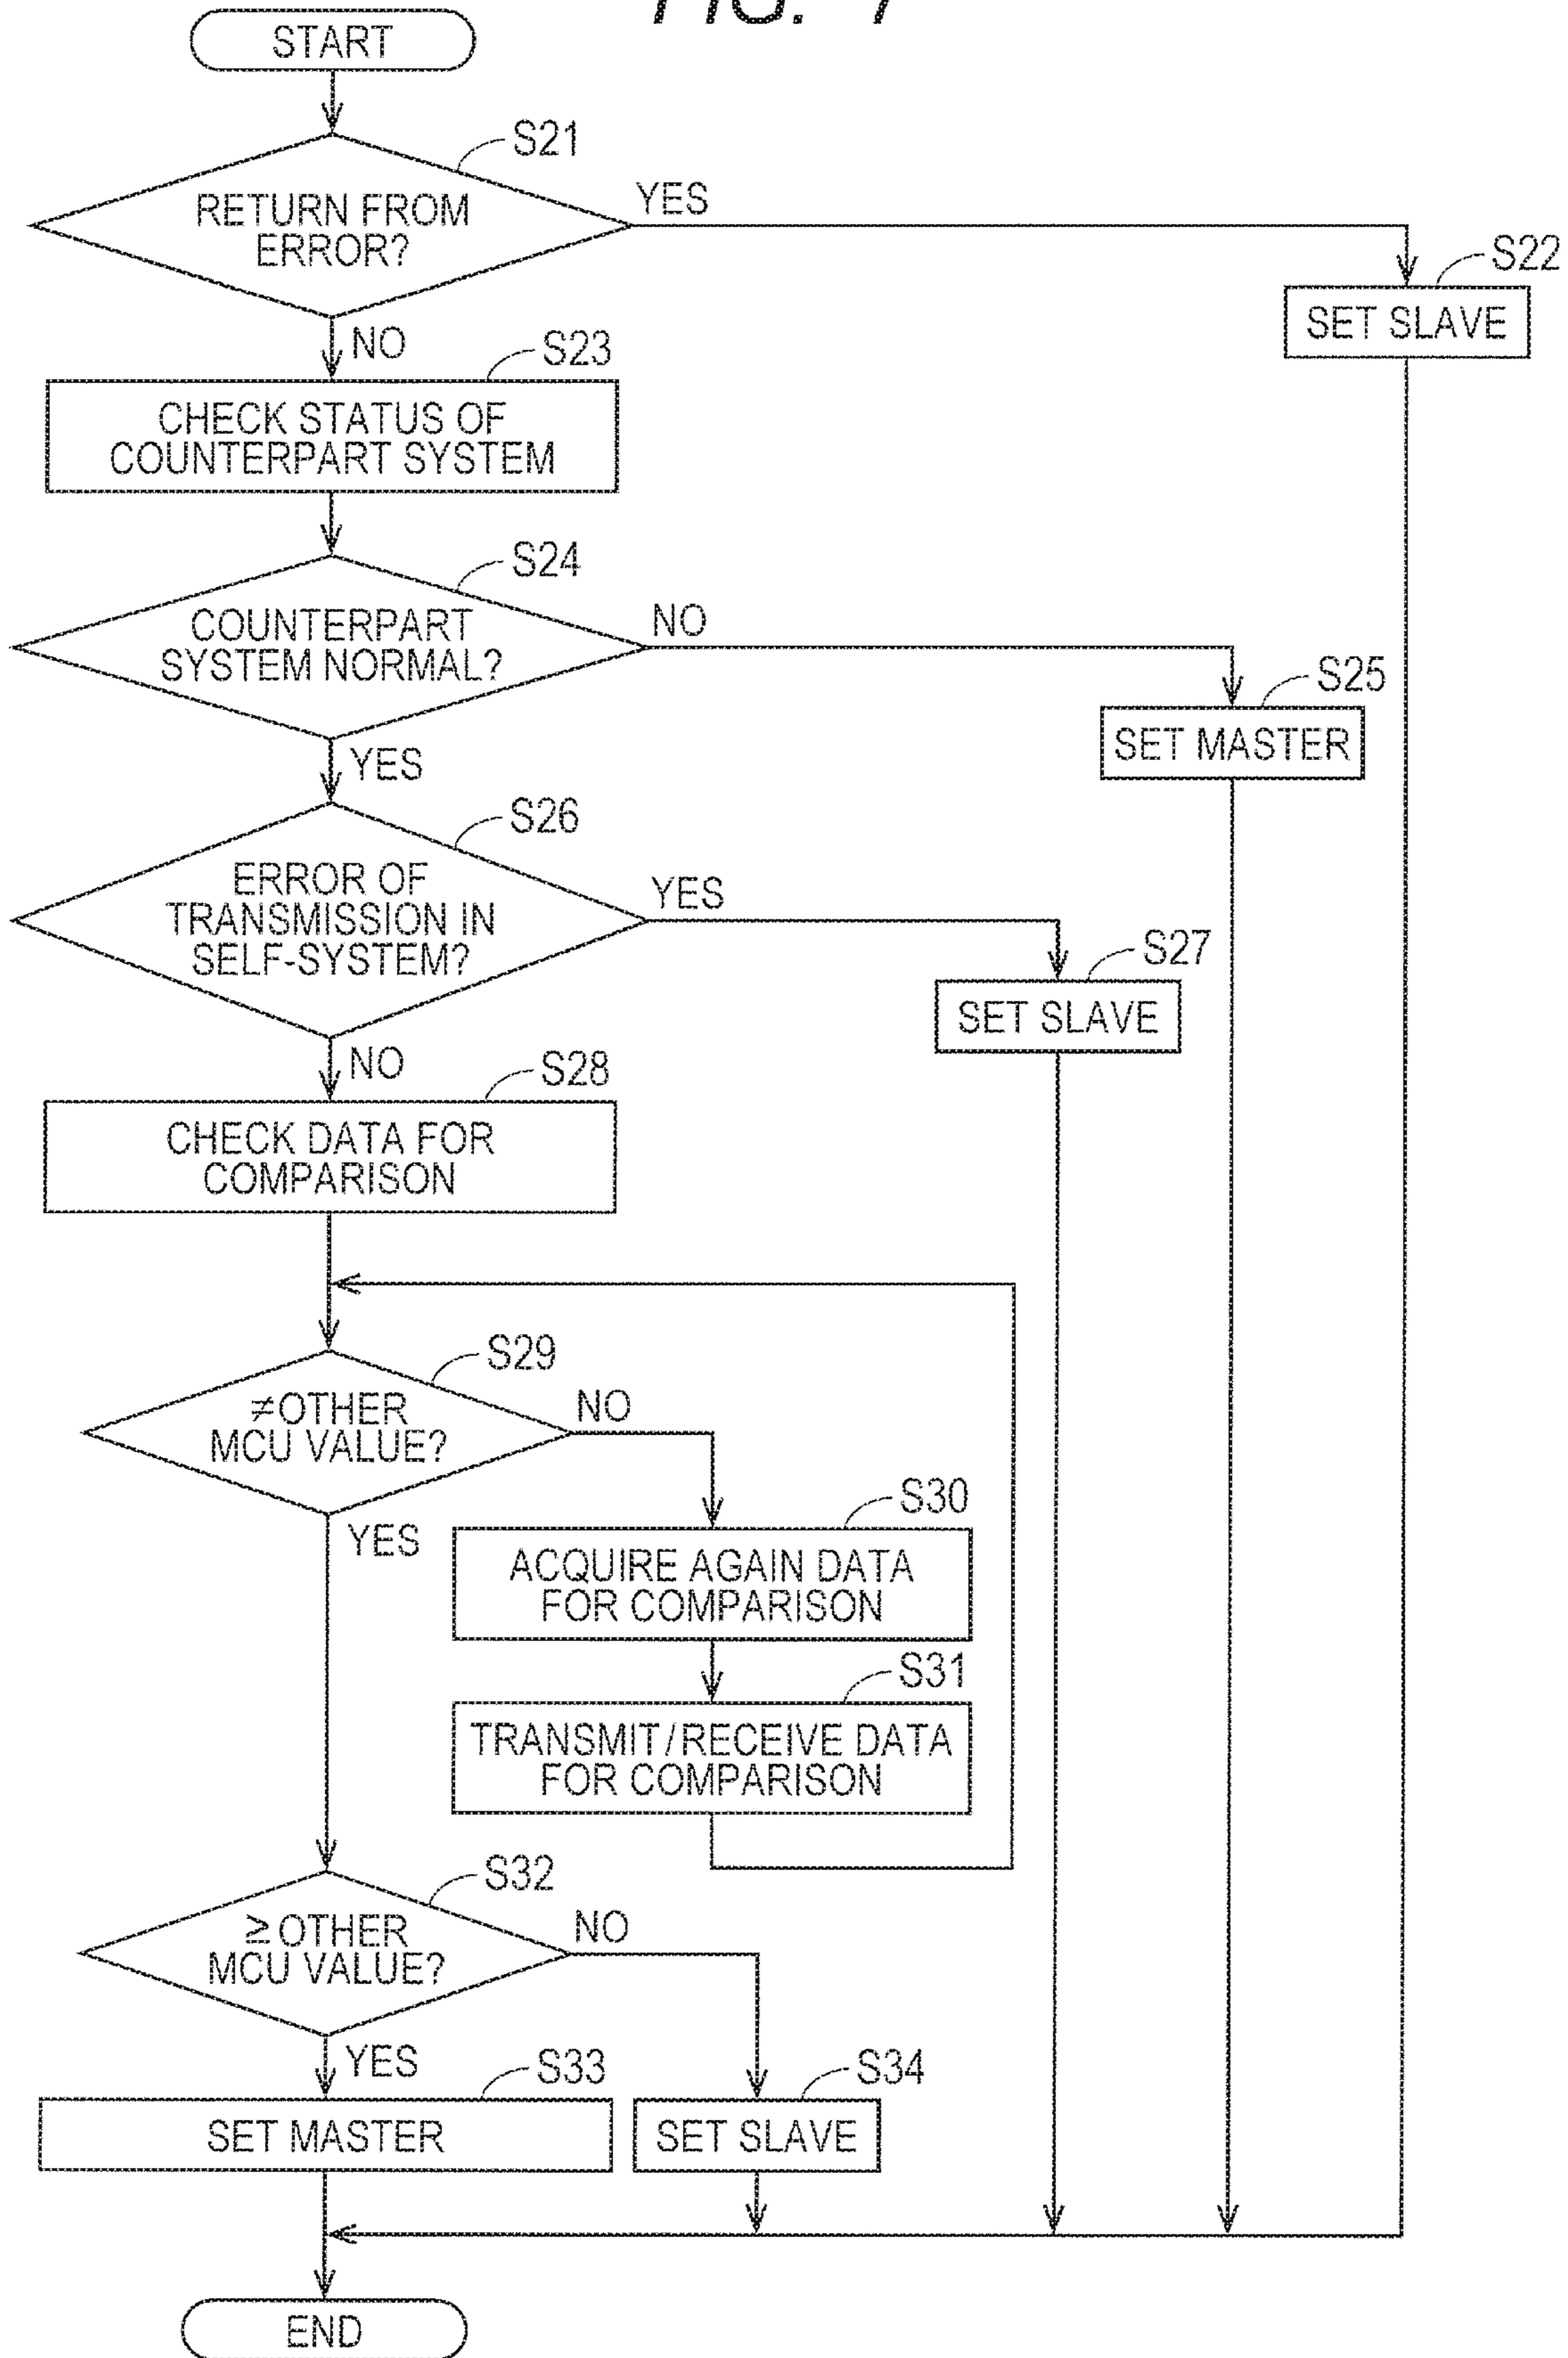 FIG. 7
START
S21
RETURN FROM
ERROR?
YES
S22
SET SLAVE
NO
S23
CHECK STATUS OF
COUNTERPART SYSTEM
S24
COUNTERPART
SYSTEM NORMAL?
NO
S25
SET MASTER
YES
S26
ERROR OF
TRANSMISSION IN
SELF-SYSTEM?
YES
S27
SET SLAVE
NO
S28
CHECK DATA FOR
COMPARISON
S29
≠OTHER
MCU VALUE?
NO
S30
YES
ACQUIRE AGAIN DATA
FOR COMPARISON
S31
TRANSMIT/RECEIVE DATA
FOR COMPARISON
S32
≥OTHER
MCU VALUE?
NO
YES
S33
SET MASTER
S34
SET SLAVE
END